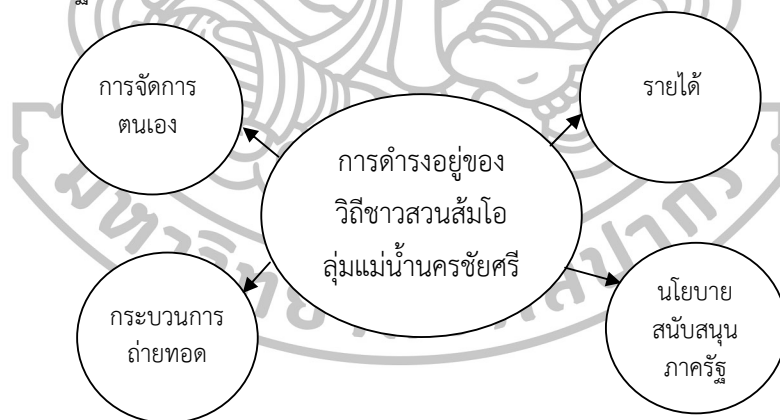 การจัดการ
ตนเอง
รายได้
การดำรงอยู่ของ
วิถีชาวสวนส้มโอ
ลุ่มแม่น้ำนครชัยศรี
กระบวนการ
ถ่ายทอด
นโยบาย
สนับสนุน
ภาครัฐ